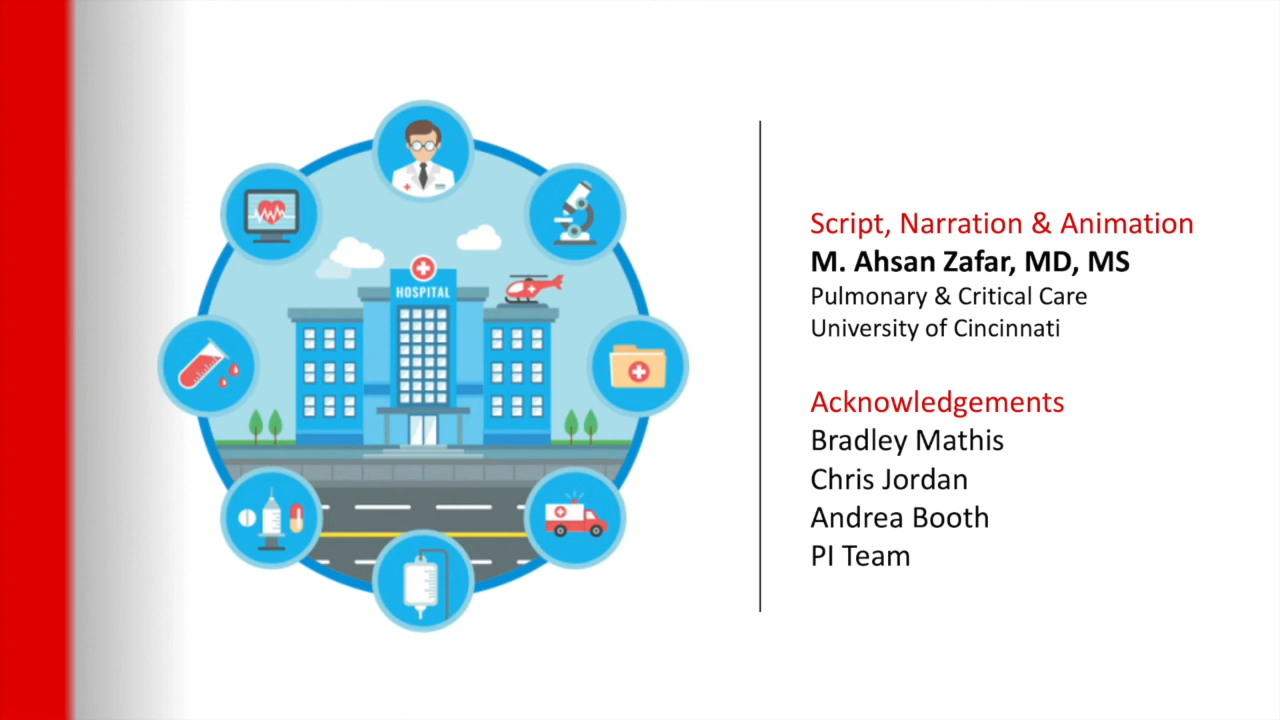 HOSPITAL
Script, Narration & Animation
M. Ahsan Zafar, MD, MS
Pulmonary & Critical Care
University of Cincinnati
Acknowledgements
Bradley Mathis
Chris Jordan
Andrea Booth
PI Team